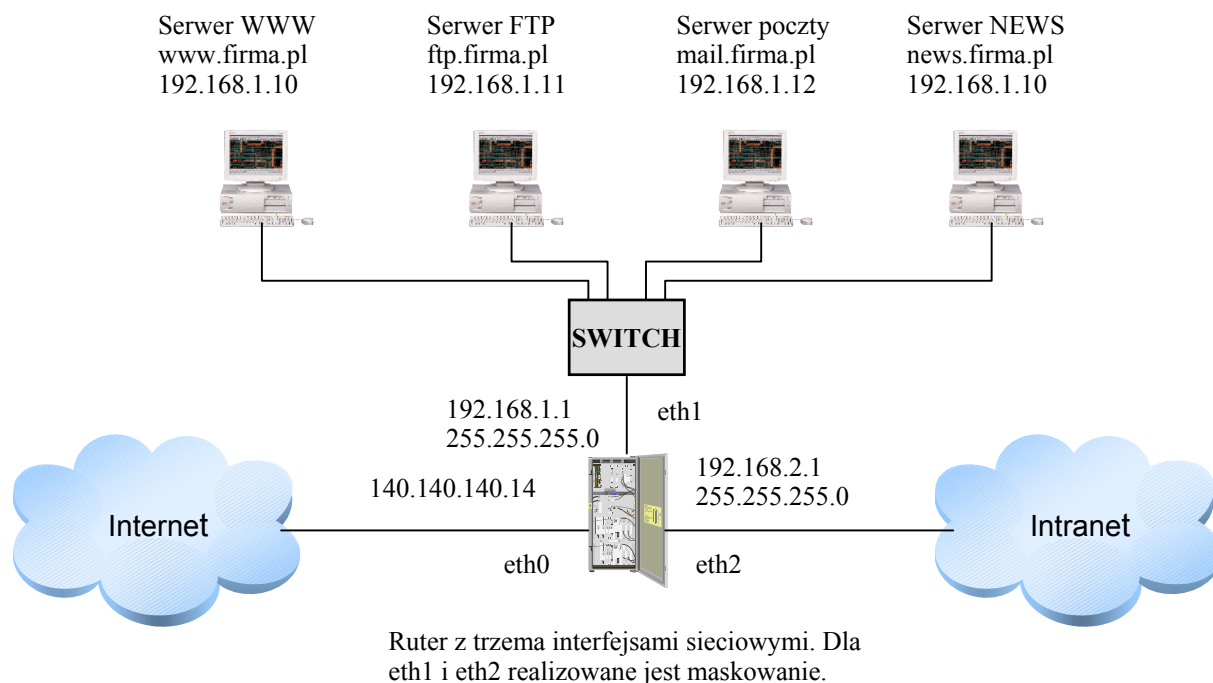 Serwer WWW
www.firma.pl
192.168.1.10
Serwer FTP
ftp.firma.pl
192.168.1.11
Serwer poczty
mail.firma.pl
192.168.1.12
Serwer NEWS
news.firma.pl
192.168.1.10
SWITCH
192.168.1.1
255.255.255.0
eth1
140.140.140.14
192.168.2.1
255.255.255.0
Internet
Intranet
eth0
eth2
Ruter z trzema interfejsami sieciowymi. Dla
eth1 i eth2 realizowane jest maskowanie.